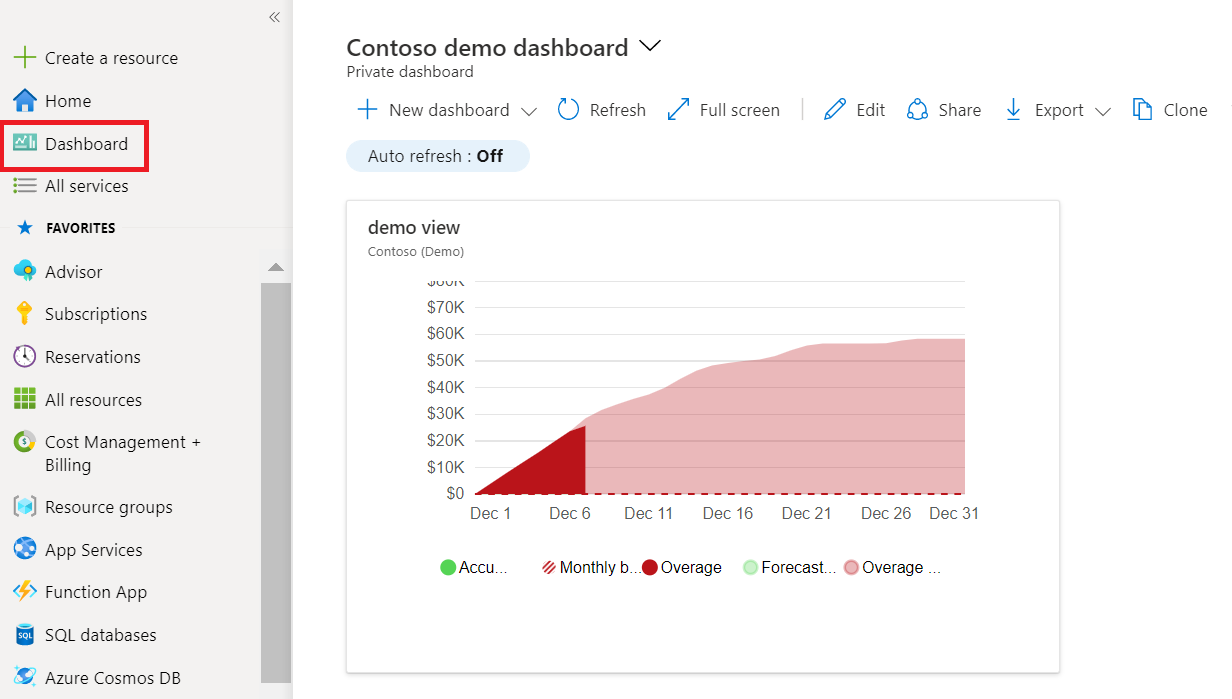 «
Create a resource
Home
Dashboard
All services
FAVORITES
Advisor
Subscriptions
Reservations
All resources
Cost Management +
Billing
Resource groups
App Services
Function App
SQL databases
Azure Cosmos DB
Contoso demo dashboard
Private dashboard
New dashboard Refresh Full screen Edit Share Export Clone
Auto refresh : Off
demo view
Contoso (Demo)
$80K
$70K
$60K
$50K
$40K
$30K
$20K
$10K
$0
Dec 1 Dec 6 Dec 11 Dec 16 Dec 21 Dec 26 Dec 31
Accu... Monthly b... Overage Forecast... Overage ...